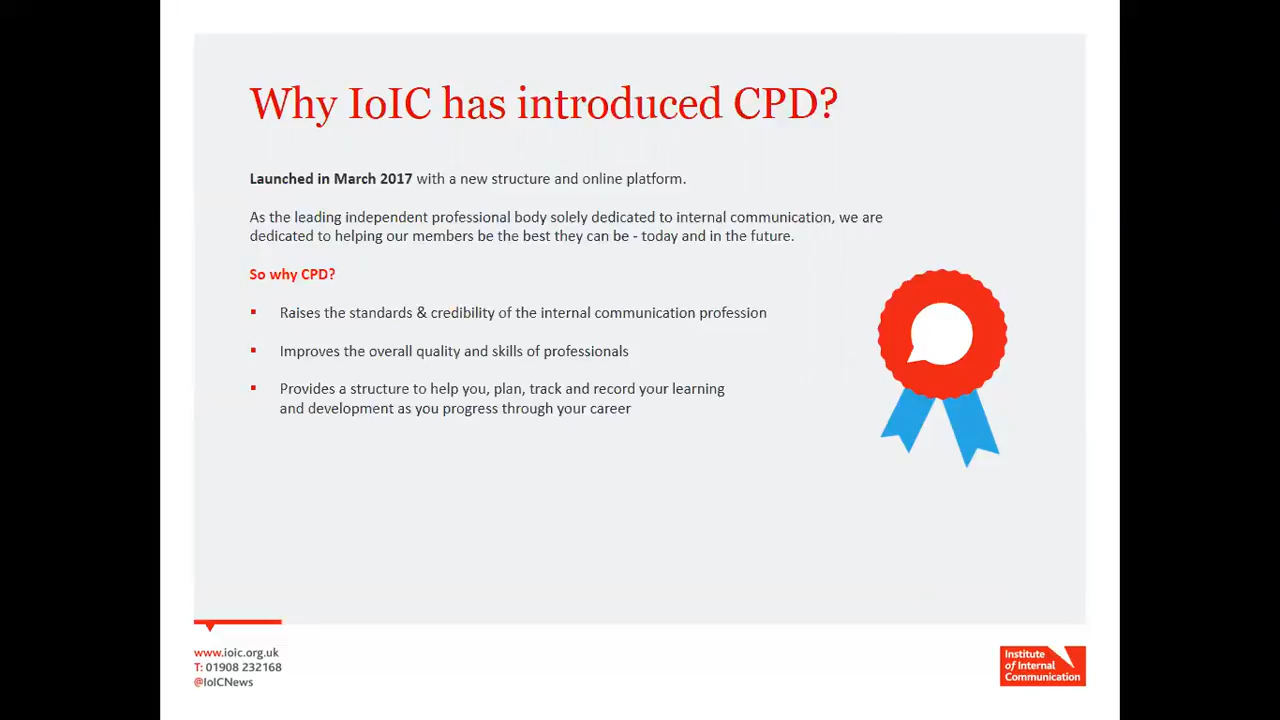 Why IoIC has introduced CPD?
Launched in March 2017 with a new structure and online platform.
As the leading independent professional body solely dedicated to internal communication, we are
dedicated to helping our members be the best they can be - today and in the future.
So why CPD?
▪ Raises the standards & credibility of the internal communication profession
▪ Improves the overall quality and skills of professionals
▪ Provides a structure to help you, plan, track and record your learning
and development as you progress through your career
www.ioic.org.uk
T: 01908 232168
@IoICNews
Institute
of Internal
Communication